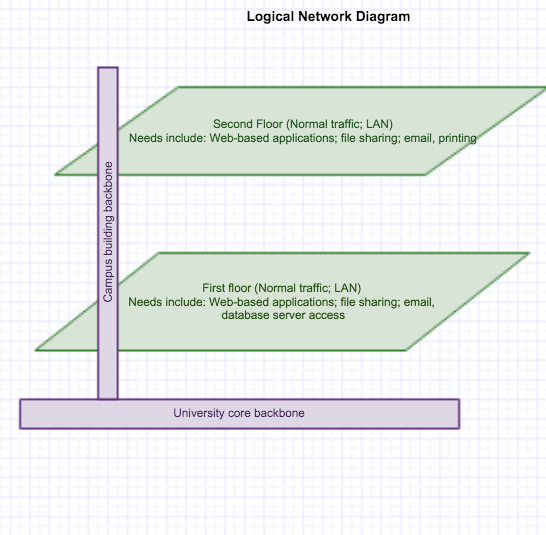 Logical Network Diagram
Second Floor (Normal traffic; LAN)
Needs include: Web-based applications; file sharing; email, printing
Campus building backbone
First floor (Normal traffic; LAN)
Needs include: Web-based applications; file sharing; email,
database server access
University core backbone